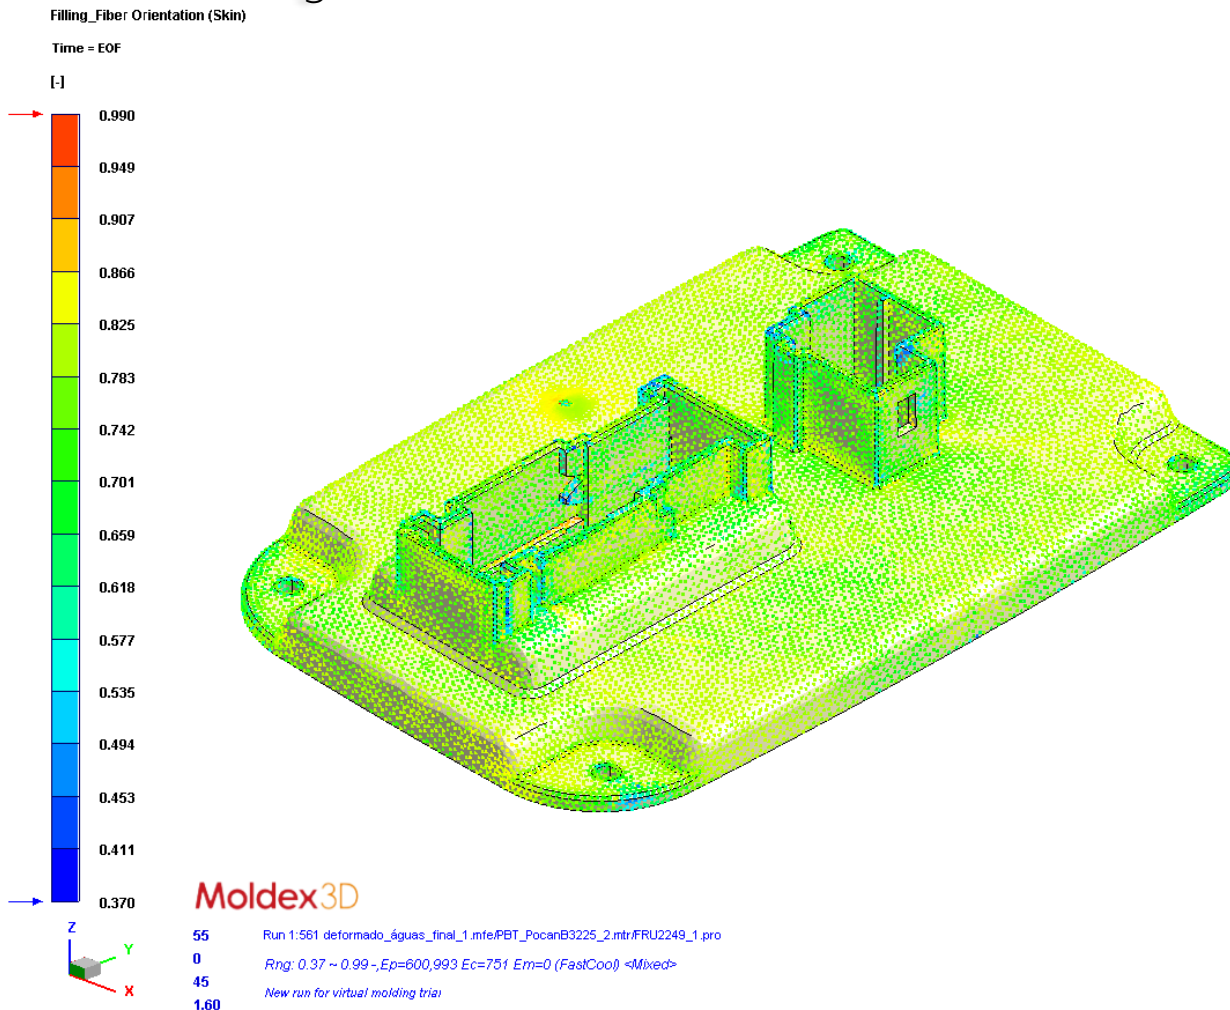 Filling_Fiber Orientation (Skin)
Time = EOF
[-]
0.990
0.949
0.907
0.866
0.825
0.783
0.742
0.701
0.659
0.618
0.577
0.535
0.494
0.453
0.411
0.370
Z
Y
X
Moldex3D
55 Run 1:561 deformado_águas_final_1.mfe/PBT_PocanB3225_2.mtr/FRU2249_1.pro
0 Rng: 0.37 ~ 0.99 -,Ep=600,993 Ec=751 Em=0 (FastCool) <Mixed>
45 New run for virtual molding trial
1.60